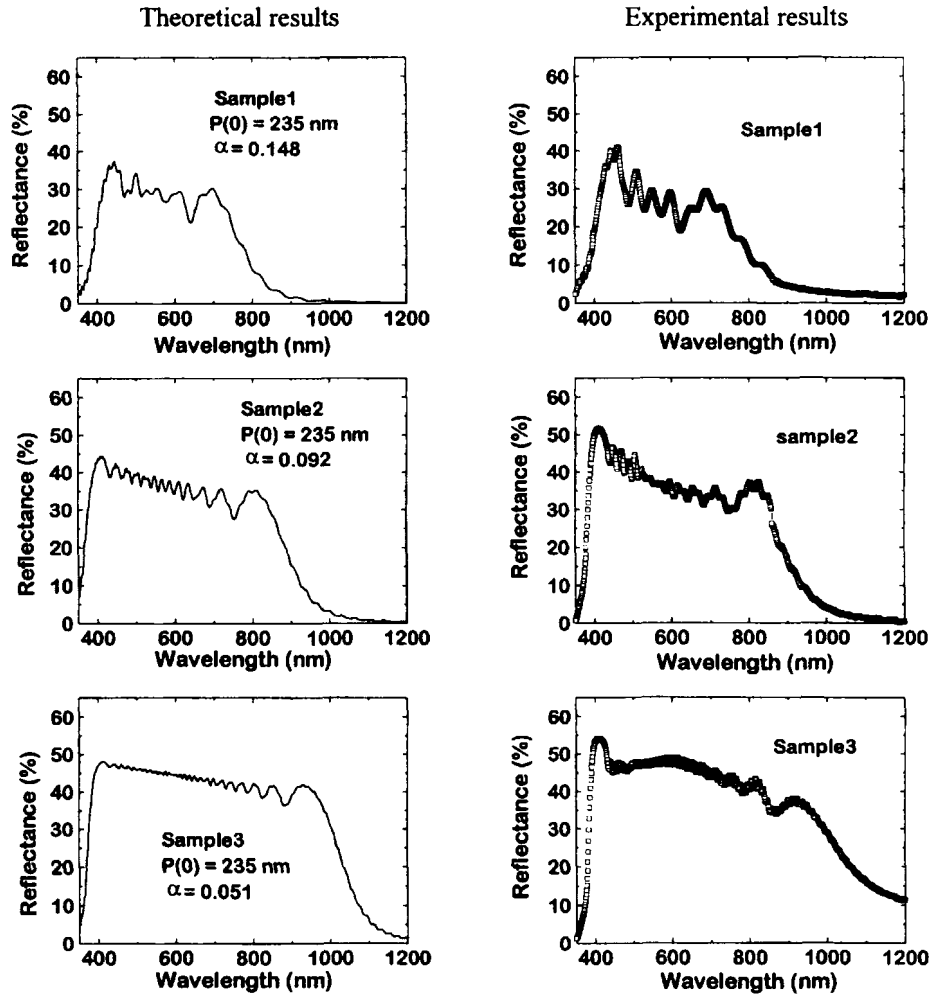 Theoretical results
Experimental results
Reflectance (%)
60
50
40
30
20
10
0
Sample1
P(0) = 235 nm
α = 0.148
400 600 800 1000 1200
Wavelength (nm)
Reflectance (%)
60
50
40
30
20
10
0
Sample1
400 600 800 1000 1200
Wavelength (nm)
Reflectance (%)
60
50
40
30
20
10
0
Sample2
P(0) = 235 nm
α = 0.092
400 600 800 1000 1200
Wavelength (nm)
Reflectance (%)
60
50
40
30
20
10
0
sample2
400 600 800 1000 1200
Wavelength (nm)
Reflectance (%)
60
50
40
30
20
10
0
Sample3
P(0) = 235 nm
α = 0.051
400 600 800 1000 1200
Wavelength (nm)
Reflectance (%)
60
50
40
30
20
10
0
Sample3
400 600 800 1000 1200
Wavelength (nm)